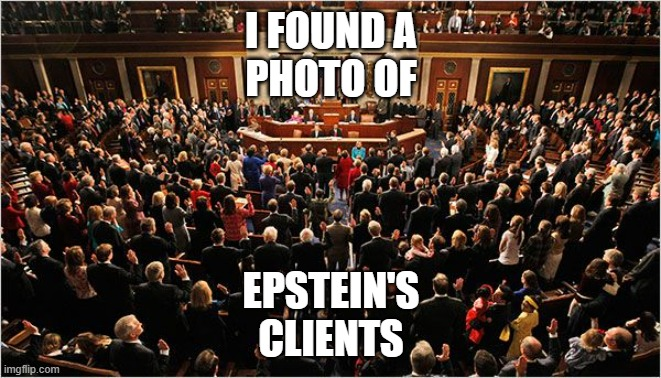 I FOUND A
PHOTO OF
EPSTEIN'S
CLIENTS
imgflip.com